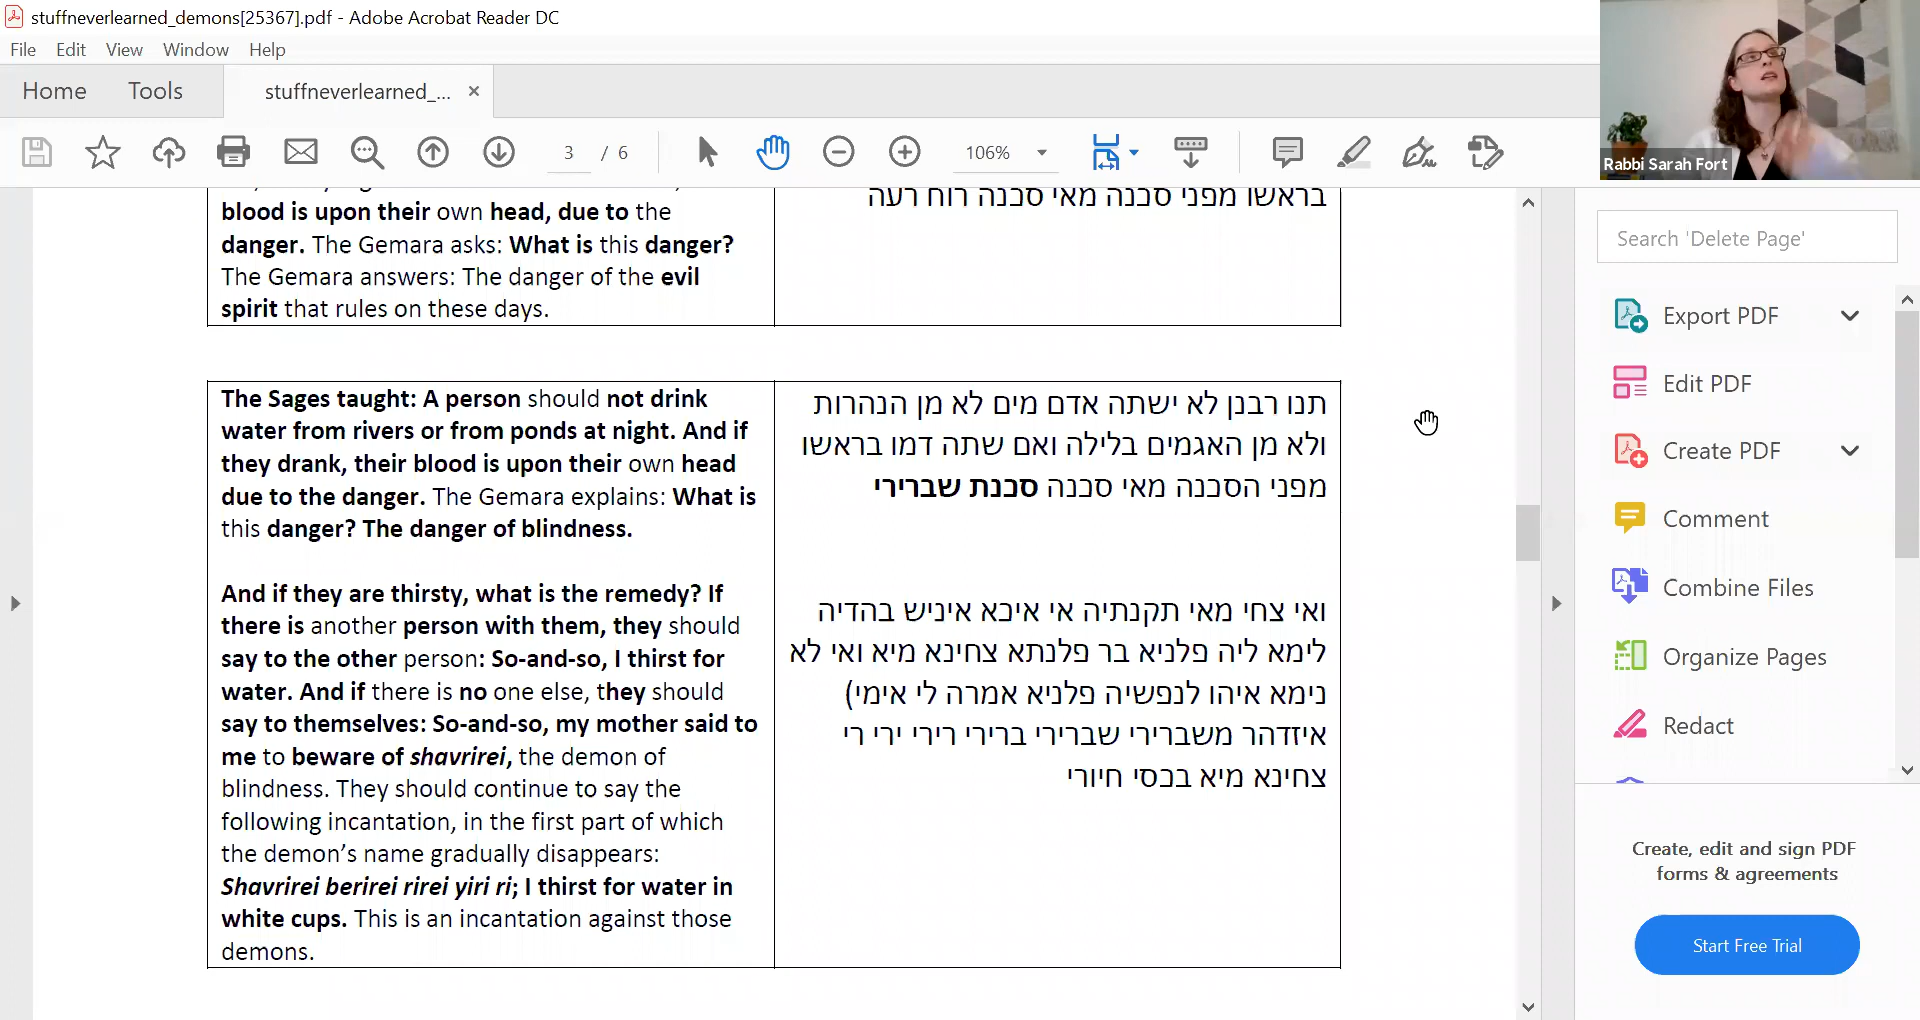 stuffneverlearned_demons[25367].pdf - Adobe Acrobat Reader DC
File Edit View Window Help
Home Tools stuffneverlearned_... ×
3 / 6 106%
Rabbi Sarah Fort
blood is upon their own head, due to the
danger. The Gemara asks: What is this danger?
The Gemara answers: The danger of the evil
spirit that rules on these days.
בראשו מפני סכנה מאי סכנה רוח רעה
The Sages taught: A person should not drink
water from rivers or from ponds at night. And if
they drank, their blood is upon their own head
due to the danger. The Gemara explains: What is
this danger? The danger of blindness.
And if they are thirsty, what is the remedy? If
there is another person with them, they should
say to the other person: So-and-so, I thirst for
water. And if there is no one else, they should
say to themselves: So-and-so, my mother said to
me to beware of shavrirei, the demon of
blindness. They should continue to say the
following incantation, in the first part of which
the demon's name gradually disappears:
Shavrirei berirei rirei yiri ri; I thirst for water in
white cups. This is an incantation against those
demons.
תנו רבנן לא ישתה אדם מים לא מן הנהרות
ולא מן האגמים בלילה ואם שתה דמו בראשו
מפני הסכנה מאי סכנה סכנת שברירי
ואי צחי מאי תקנתיה אי איכא איניש בהדיה
לימא ליה פלניא בר פלנתא צחינא מיא ואי לא
נימא איהו לנפשיה פלניא אמרה לי אימי)
איזדהר משברירי שברירי ברירי רירי ירי רי
צחינא מיא בכסי חיורי
Search 'Delete Page'
Export PDF
Edit PDF
Create PDF
Comment
Combine Files
Organize Pages
Redact
Create, edit and sign PDF
forms & agreements
Start Free Trial